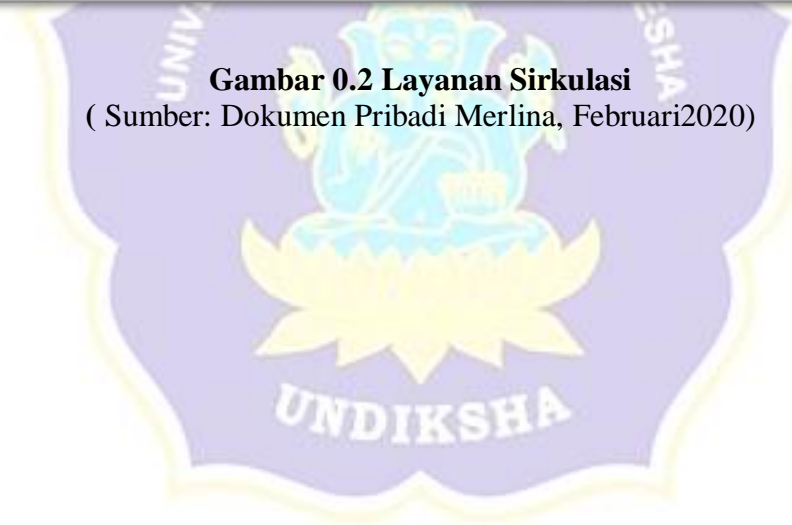 Gambar 0.2 Layanan Sirkulasi
( Sumber: Dokumen Pribadi Merlina, Februari2020)
UNDIKSHA